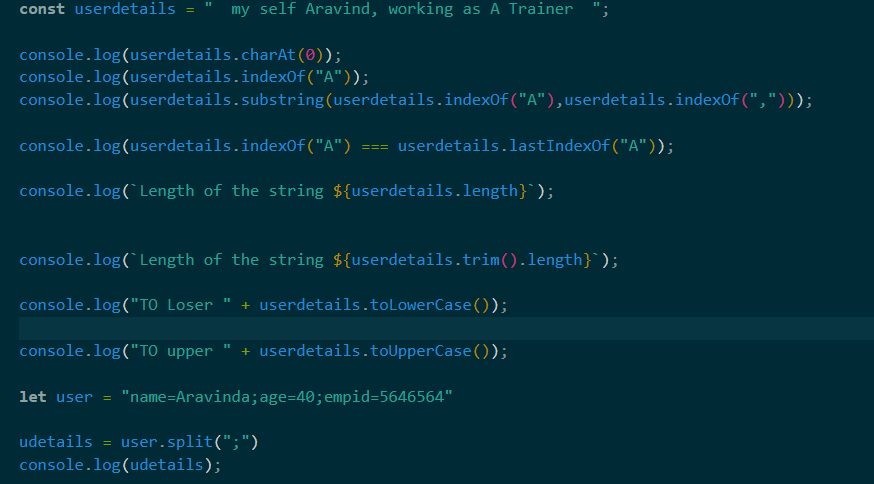 const userdetails = "  my self Aravind, working as A Trainer  ";
console.log(userdetails.charAt(0));
console.log(userdetails.indexOf("A"));
console.log(userdetails.substring(userdetails.indexOf("A"),userdetails.indexOf(",")));
console.log(userdetails.indexOf("A") === userdetails.lastIndexOf("A"));
console.log(`Length of the string ${userdetails.length}`);
console.log(`Length of the string ${userdetails.trim().length}`);
console.log("TO Loser " + userdetails.toLowerCase());
console.log("TO upper " + userdetails.toUpperCase());
let user = "name=Aravinda;age=40;empid=5646564"
udetails = user.split(";")
console.log(udetails);